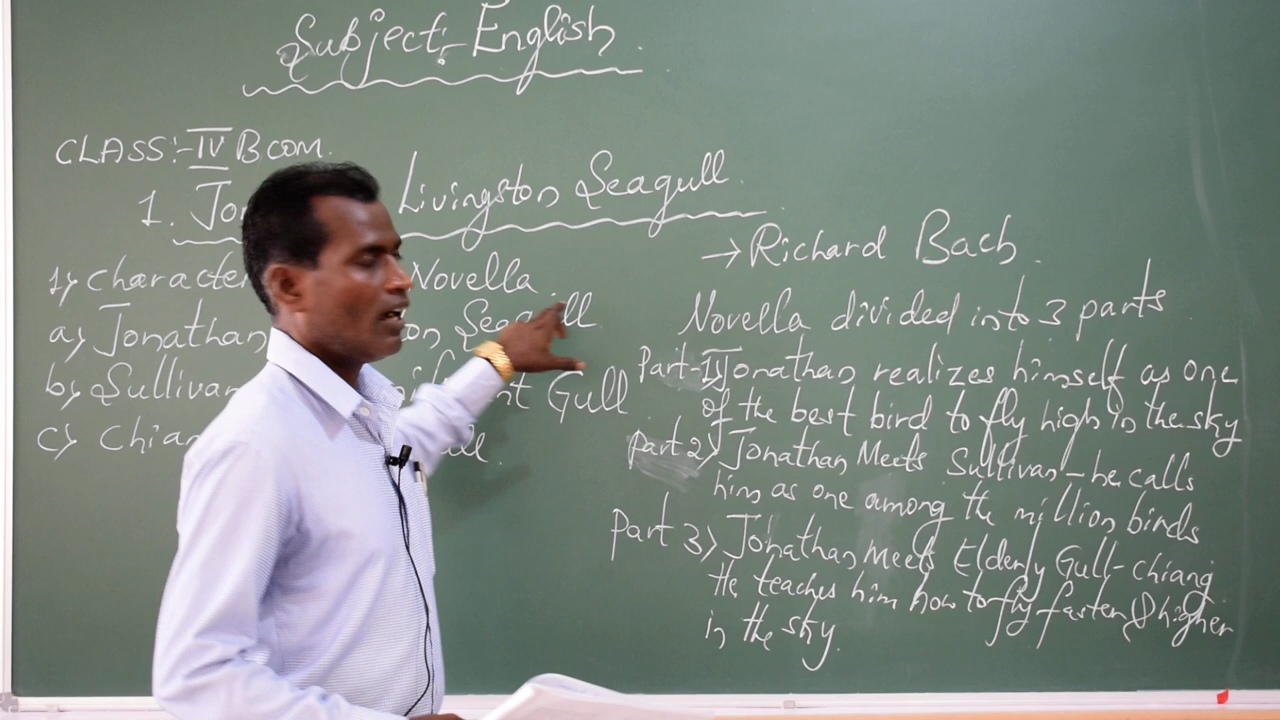 Subject:- English.
CLASS:- IV B com.
1. Jo Livingston Seagull.
→ Richard Bach.
1) Character Novella.
a) Jonathan on Seagull
b) Sullivan nt Gull
c) Chian ull.
Novella divided into 3 parts
Part-I) Jonathan realizes himself as one
of the best bird to fly high in the sky
Part 2) Jonathan Meets Sullivan - he calls
him as one among the million birds
Part 3) Jonathan Meets Elderly Gull - chiang
He teaches him how to fly faster & higher
in the sky.